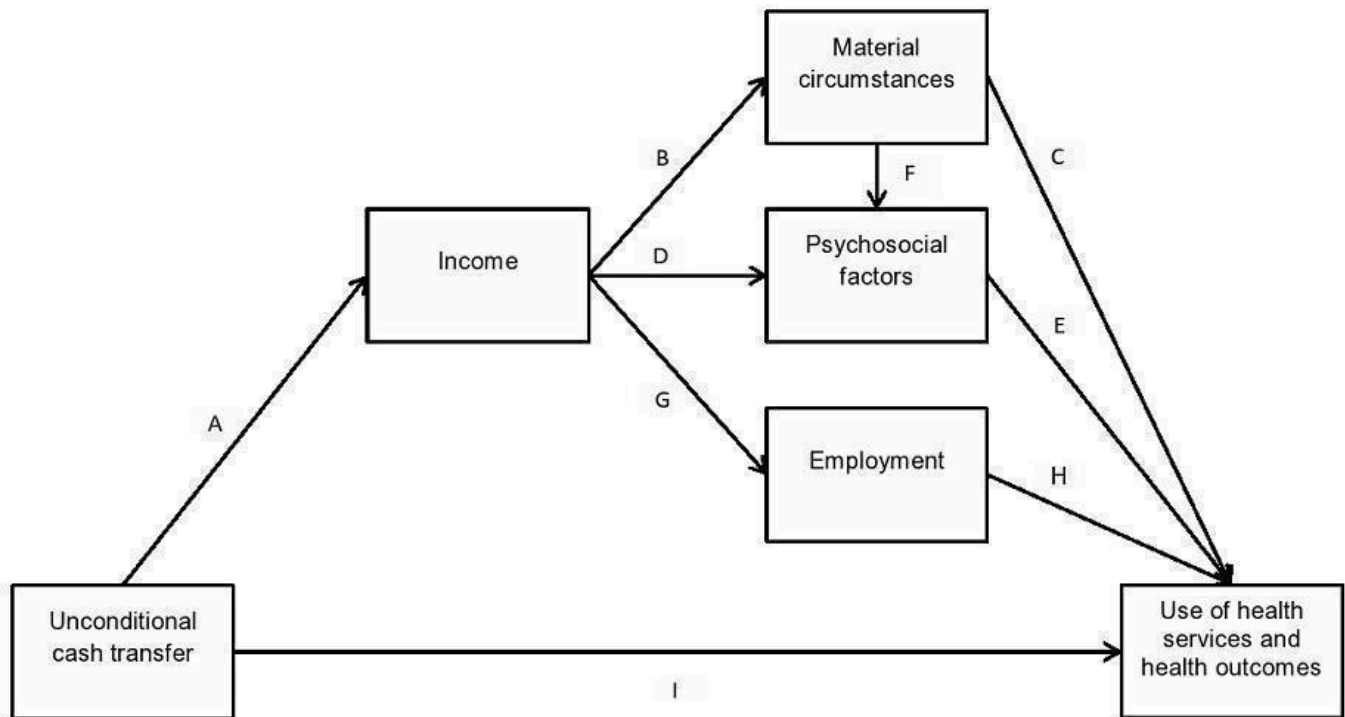 Material
circumstances
B
C
F
Income
Psychosocial
factors
D
E
G
A
Employment
H
Unconditional
cash transfer
Use of health
services and
health outcomes
I